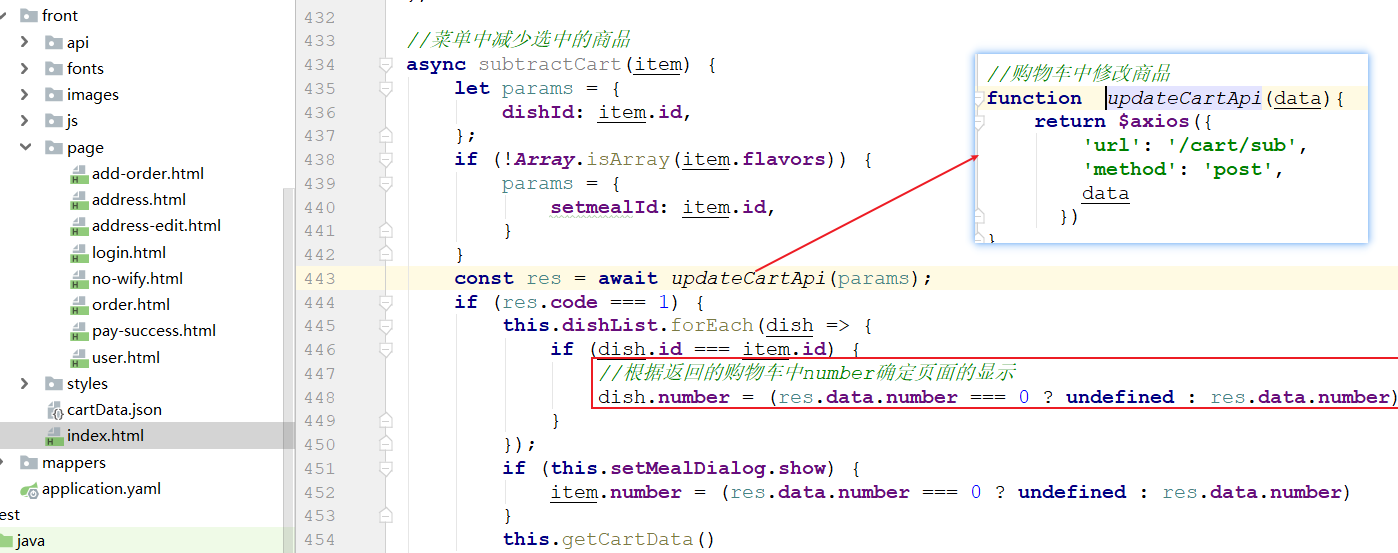 front
api
fonts
images
js
page
add-order.html
address.html
address-edit.html
login.html
no-wify.html
order.html
pay-success.html
user.html
styles
cartData.json
index.html
mappers
application.yaml
est
java
432
433 //菜单中减少选中的商品
434 async subtractCart(item) {
435 let params = {
436 dishId: item.id,
437 };
438 if (!Array.isArray(item.flavors)) {
439 params = {
440 setmealId: item.id,
441 }
442 }
443 const res = await updateCartApi(params);
444 if (res.code === 1) {
445 this.dishList.forEach(dish => {
446 if (dish.id === item.id) {
447 //根据返回的购物车中number确定页面的显示
448 dish.number = (res.data.number === 0 ? undefined : res.data.number)
449 }
450 });
451 if (this.setMealDialog.show) {
452 item.number = (res.data.number === 0 ? undefined : res.data.number)
453 }
454 this.getCartData()
//购物车中修改商品
function updateCartApi(data){
return $axios({
'url': '/cart/sub',
'method': 'post',
data
})
}